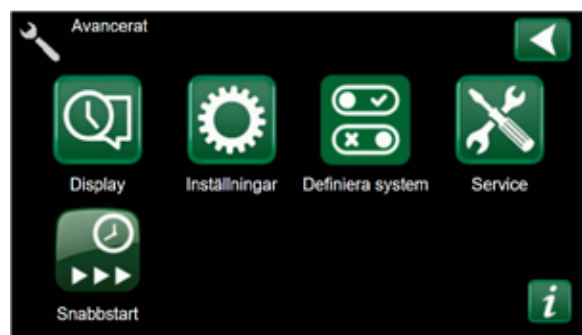 Avancerat
Display
Inställningar
Definiera system
Service
Snabbstart
i